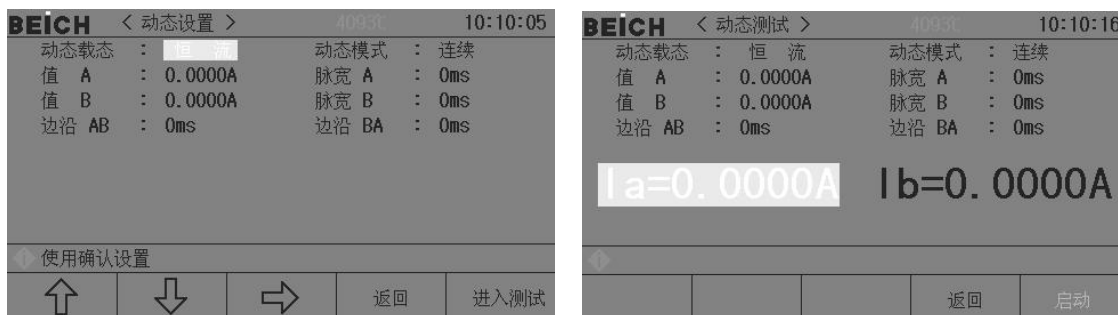 BEICH < 动态设置 > 4093℃ 10:10:05
动态载态 : 恒 流 动态模式 : 连续
值 A : 0.0000A 脉宽 A : 0ms
值 B : 0.0000A 脉宽 B : 0ms
边沿 AB : 0ms 边沿 BA : 0ms
使用确认设置
返回 进入测试
BEICH < 动态测试 > 4093℃ 10:10:16
动态载态 : 恒 流 动态模式 : 连续
值 A : 0.0000A 脉宽 A : 0ms
值 B : 0.0000A 脉宽 B : 0ms
边沿 AB : 0ms 边沿 BA : 0ms
Ia=0.0000A Ib=0.0000A
返回 启动